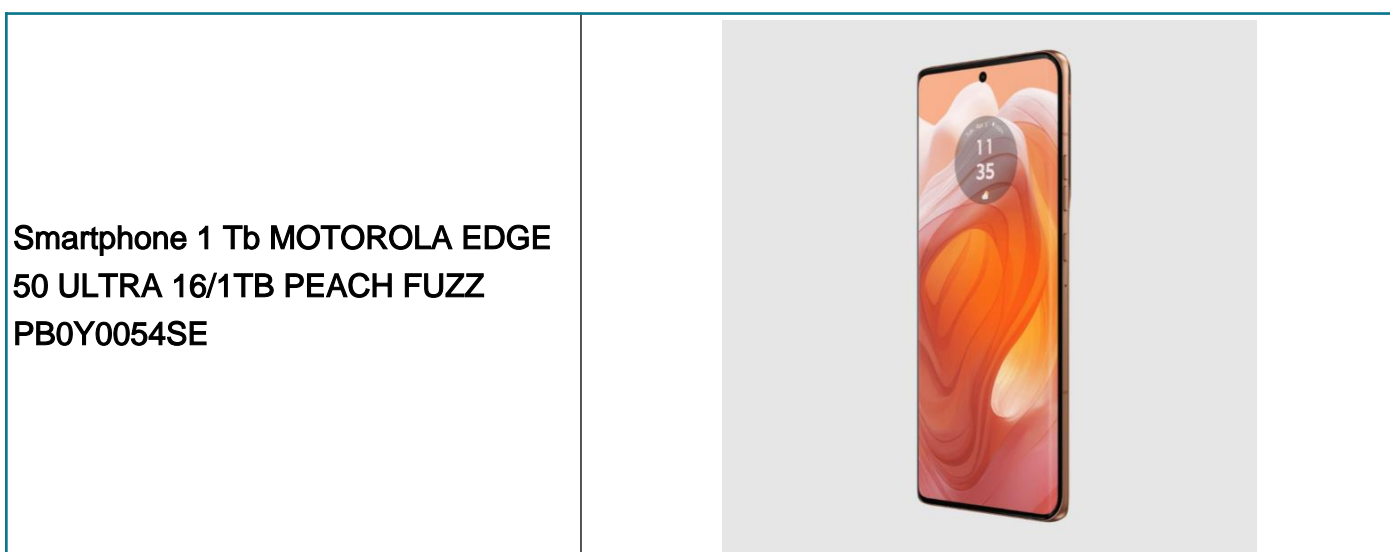 Smartphone 1 Tb MOTOROLA EDGE
50 ULTRA 16/1TB PEACH FUZZ
PB0Y0054SE
11
35